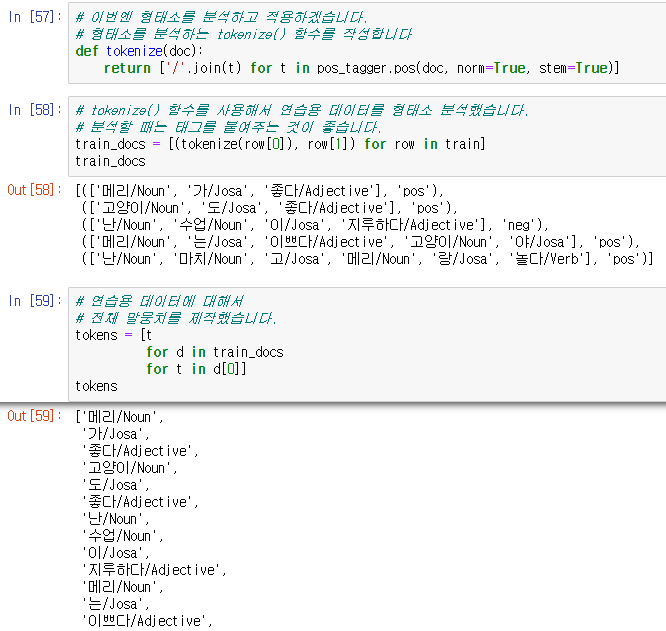 In [57]: # 이번엔 형태소를 분석하고 적용하겠습니다.
# 형태소를 분석하는 tokenize() 함수를 작성합니다
def tokenize(doc):
    return ['/'.join(t) for t in pos_tagger.pos(doc, norm=True, stem=True)]
In [58]: # tokenize() 함수를 사용해서 연습용 데이터를 형태소 분석했습니다.
# 분석할 때는 태그를 붙여주는 것이 좋습니다.
train_docs = [(tokenize(row[0]), row[1]) for row in train]
train_docs
Out[58]: [(['메리/Noun', '가/Josa', '좋다/Adjective'], 'pos'),
(['고양이/Noun', '도/Josa', '좋다/Adjective'], 'pos'),
(['난/Noun', '수업/Noun', '이/Josa', '지루하다/Adjective'], 'neg'),
(['메리/Noun', '는/Josa', '이쁘다/Adjective', '고양이/Noun', '야/Josa'], 'pos'),
(['난/Noun', '마치/Noun', '고/Josa', '메리/Noun', '랑/Josa', '놀다/Verb'], 'pos')]
In [59]: # 연습용 데이터에 대해서
# 전체 말뭉치를 제작했습니다.
tokens = [t
          for d in train_docs
          for t in d[0]]
tokens
Out[59]: ['메리/Noun',
'가/Josa',
'좋다/Adjective',
'고양이/Noun',
'도/Josa',
'좋다/Adjective',
'난/Noun',
'수업/Noun',
'이/Josa',
'지루하다/Adjective',
'메리/Noun',
'는/Josa',
'이쁘다/Adjective',